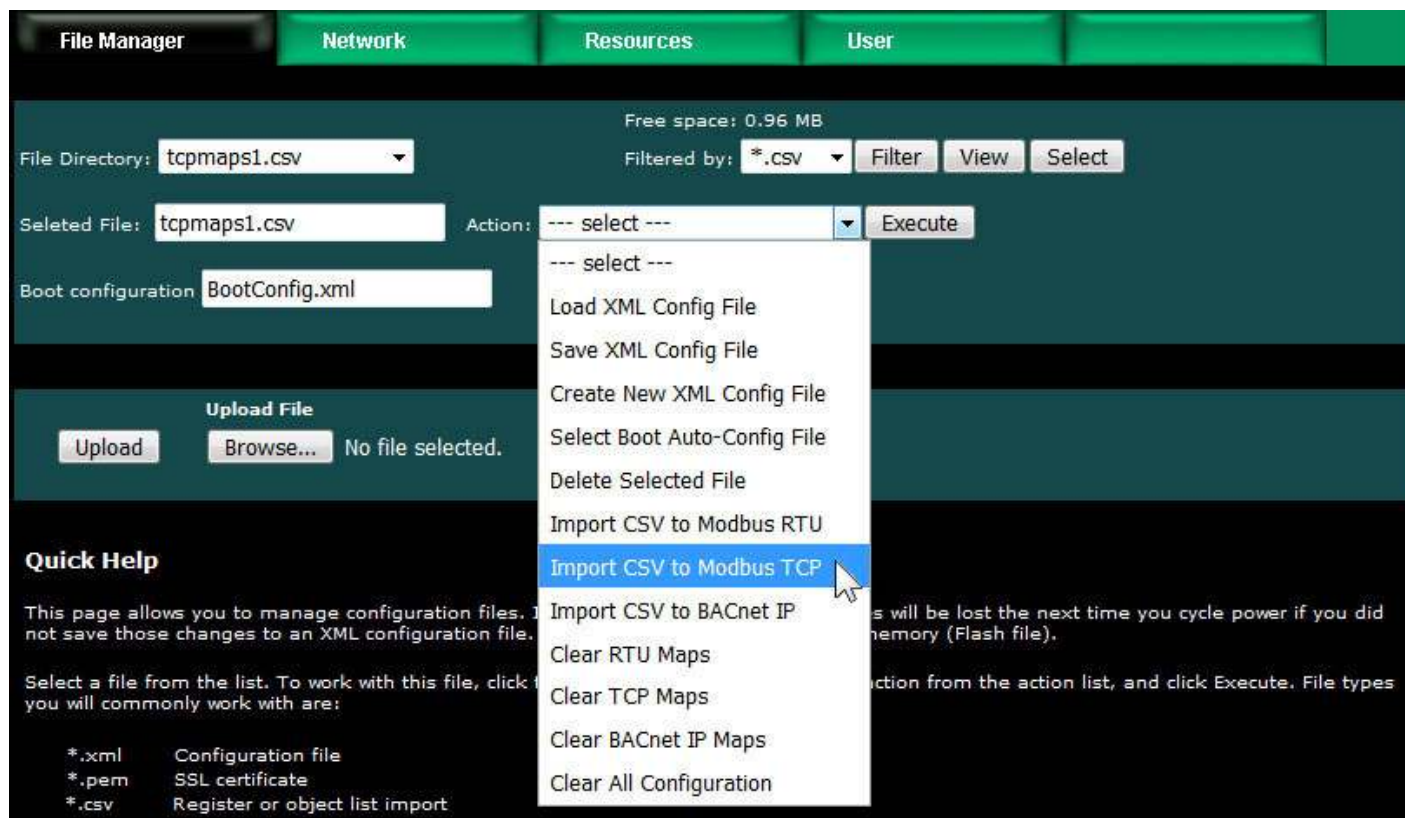 File Manager Network Resources User
Free space: 0.96 MB
File Directory: tcpmaps1.csv Filtered by: *.csv Filter View Select
Seleted File: tcpmaps1.csv Action: --- select --- Execute
--- select ---
Boot configuration BootConfig.xml
Load XML Config File
Save XML Config File
Create New XML Config File
Upload File
Select Boot Auto-Config File
Upload Browse... No file selected.
Delete Selected File
Import CSV to Modbus RTU
Import CSV to Modbus TCP
Import CSV to BACnet IP
Clear RTU Maps
Clear TCP Maps
Clear BACnet IP Maps
Clear All Configuration
Quick Help
This page allows you to manage configuration files. s will be lost the next time you cycle power if you did
not save those changes to an XML configuration file. memory (Flash file).
Select a file from the list. To work with this file, click ction from the action list, and click Execute. File types
you will commonly work with are:
*.xml Configuration file
*.pem SSL certificate
*.csv Register or object list import